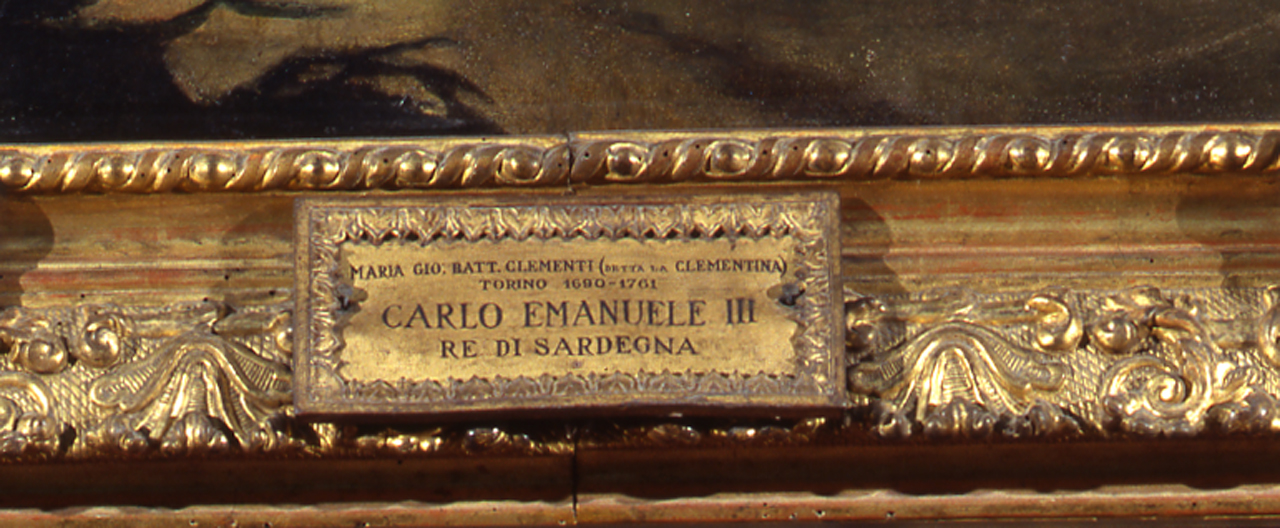 MARIA GIO. BATT. CLEMENTI (DETTA LA CLEMENTINA)
TORINO 1690-1761
CARLO EMANUELE III
RE DI SARDEGNA